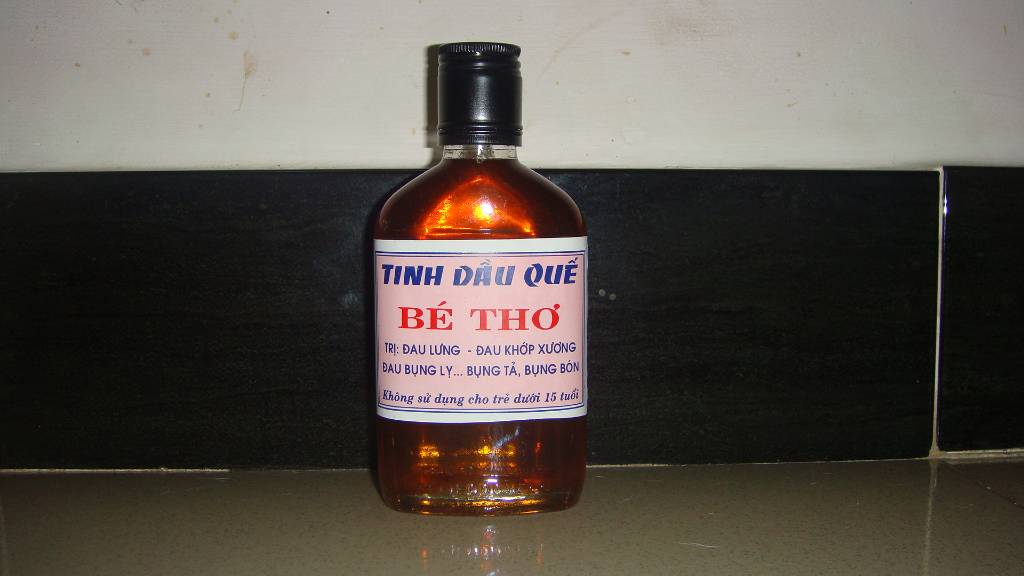 TINH DẦU QUẾ
BÉ THƠ
TRỊ: ĐAU LƯNG - ĐAU KHỚP XƯƠNG
ĐAU BỤNG LỴ... BỤNG TẢ, BỤNG BÓN
Không sử dụng cho trẻ dưới 15 tuổi